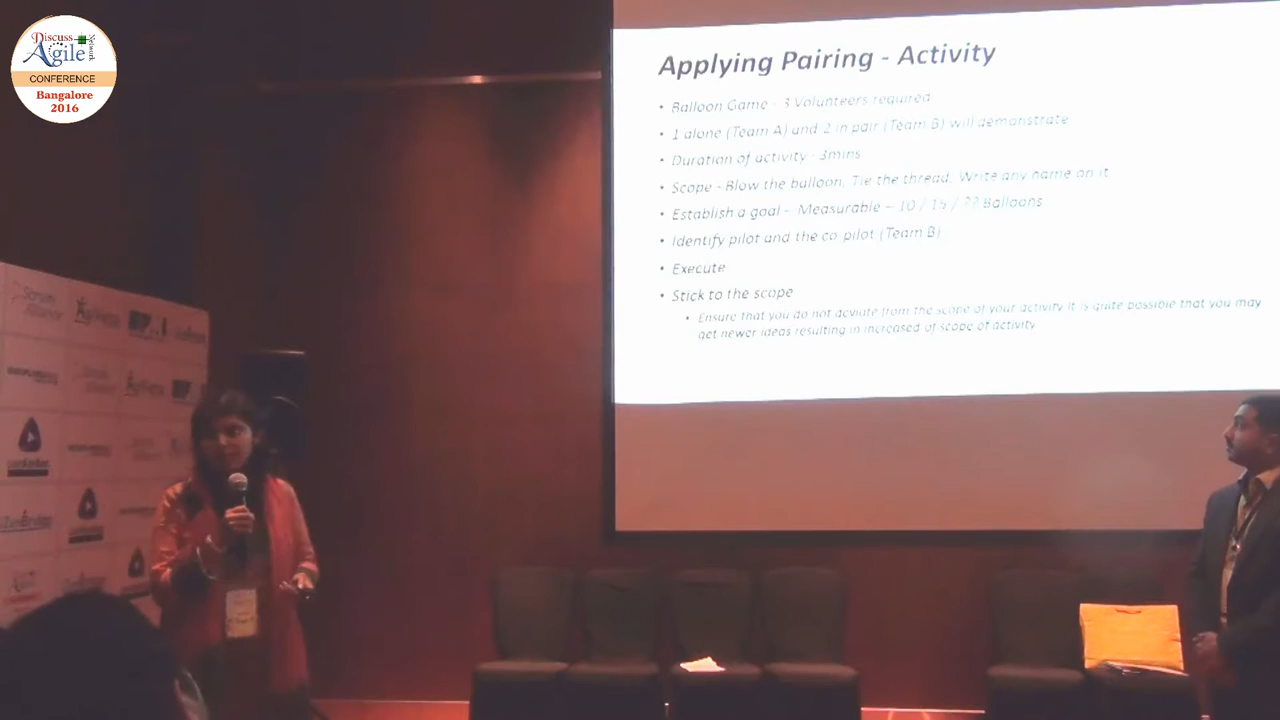 Discuss
Agile
Network
CONFERENCE
Bangalore
2016
Applying Pairing - Activity
• Balloon Game - 3 Volunteers required
• 1 alone (Team A) and 2 in pair (Team B) will demonstrate
• Duration of activity - 3mins
• Scope - Blow the balloon, Tie the thread, Write any name on it
• Establish a goal - Measurable – 10 / 15 / ?? Balloons
• Identify pilot and the co pilot (Team B)
• Execute
• Stick to the scope
• Ensure that you do not deviate from the scope of your activity It is quite possible that you may
get newer ideas resulting in increased of scope of activity